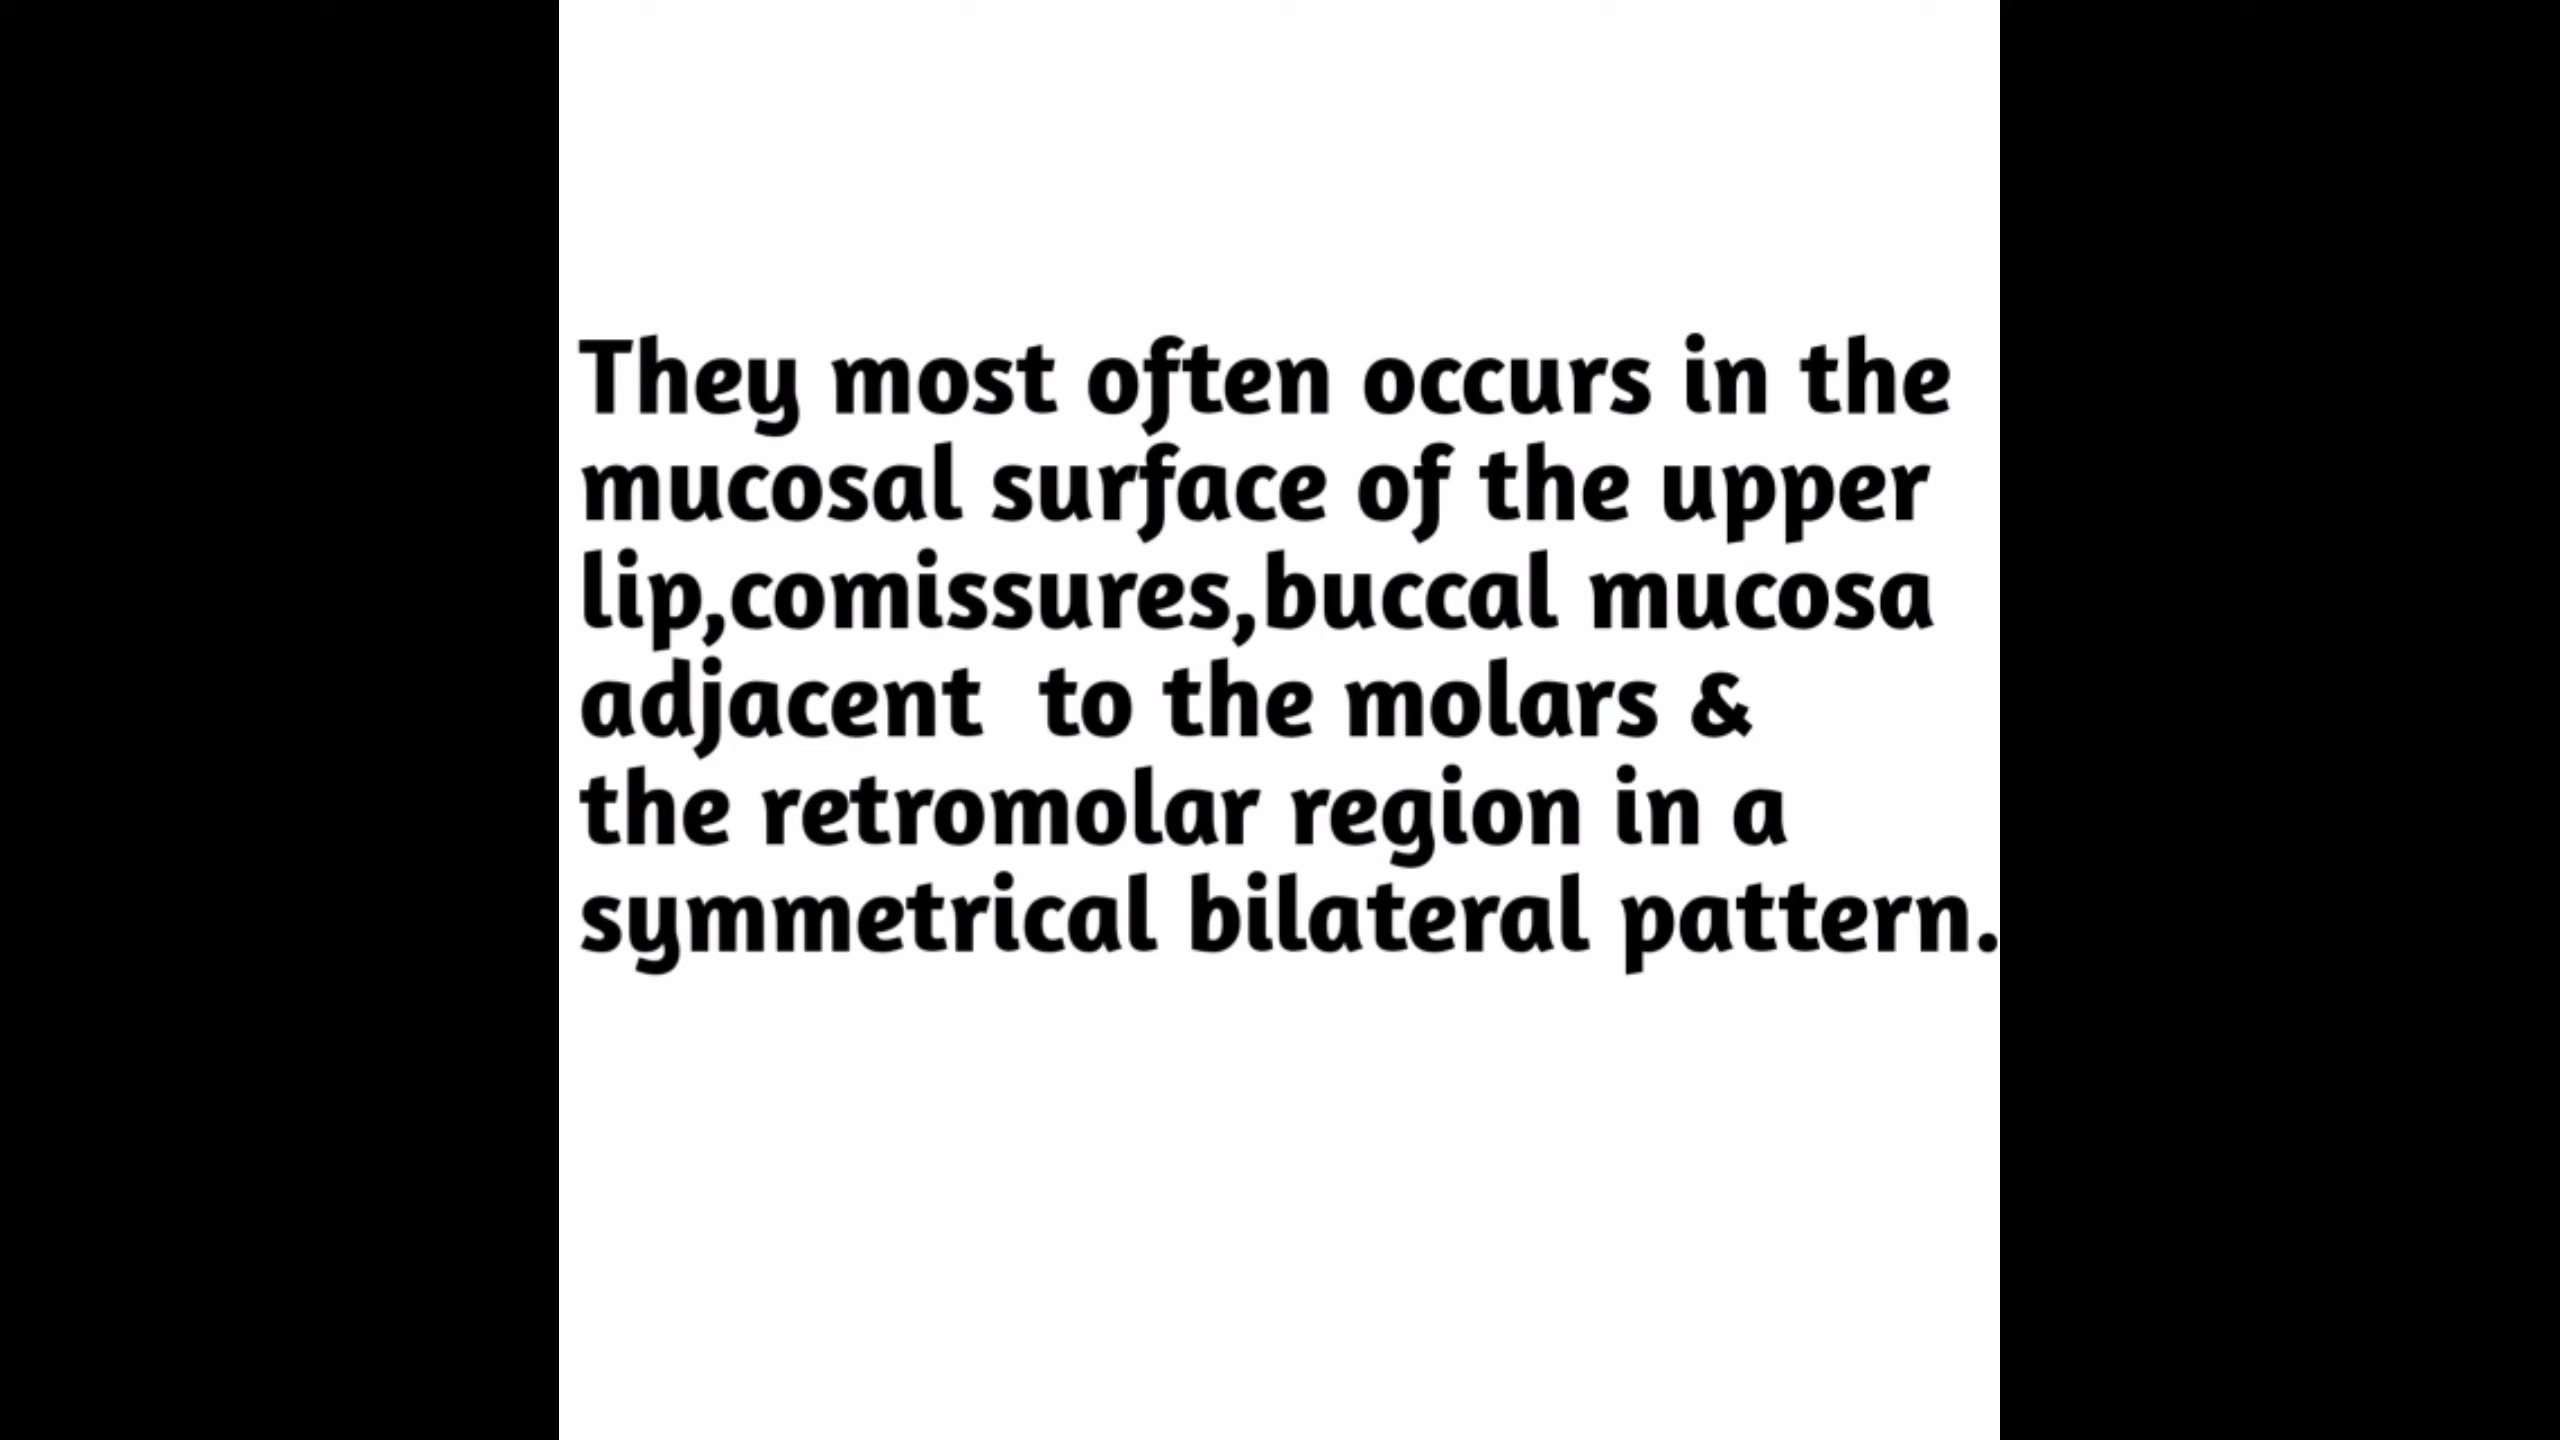 They most often occurs in the
mucosal surface of the upper
lip,comissures,buccal mucosa
adjacent  to the molars &
the retromolar region in a
symmetrical bilateral pattern.